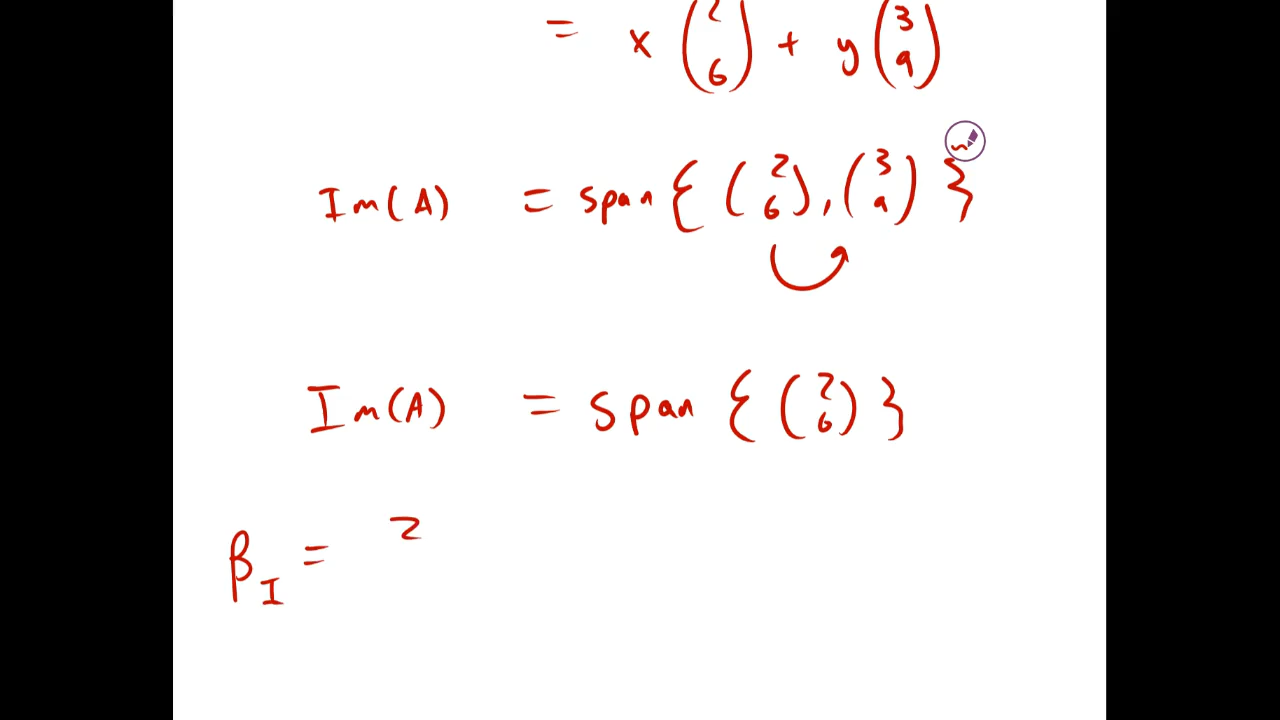 = x (2 6) + y (3 9)
Im(A) = span { (2 6), (3 9) }
Im(A) = span { (2 6) }
β_I = 2